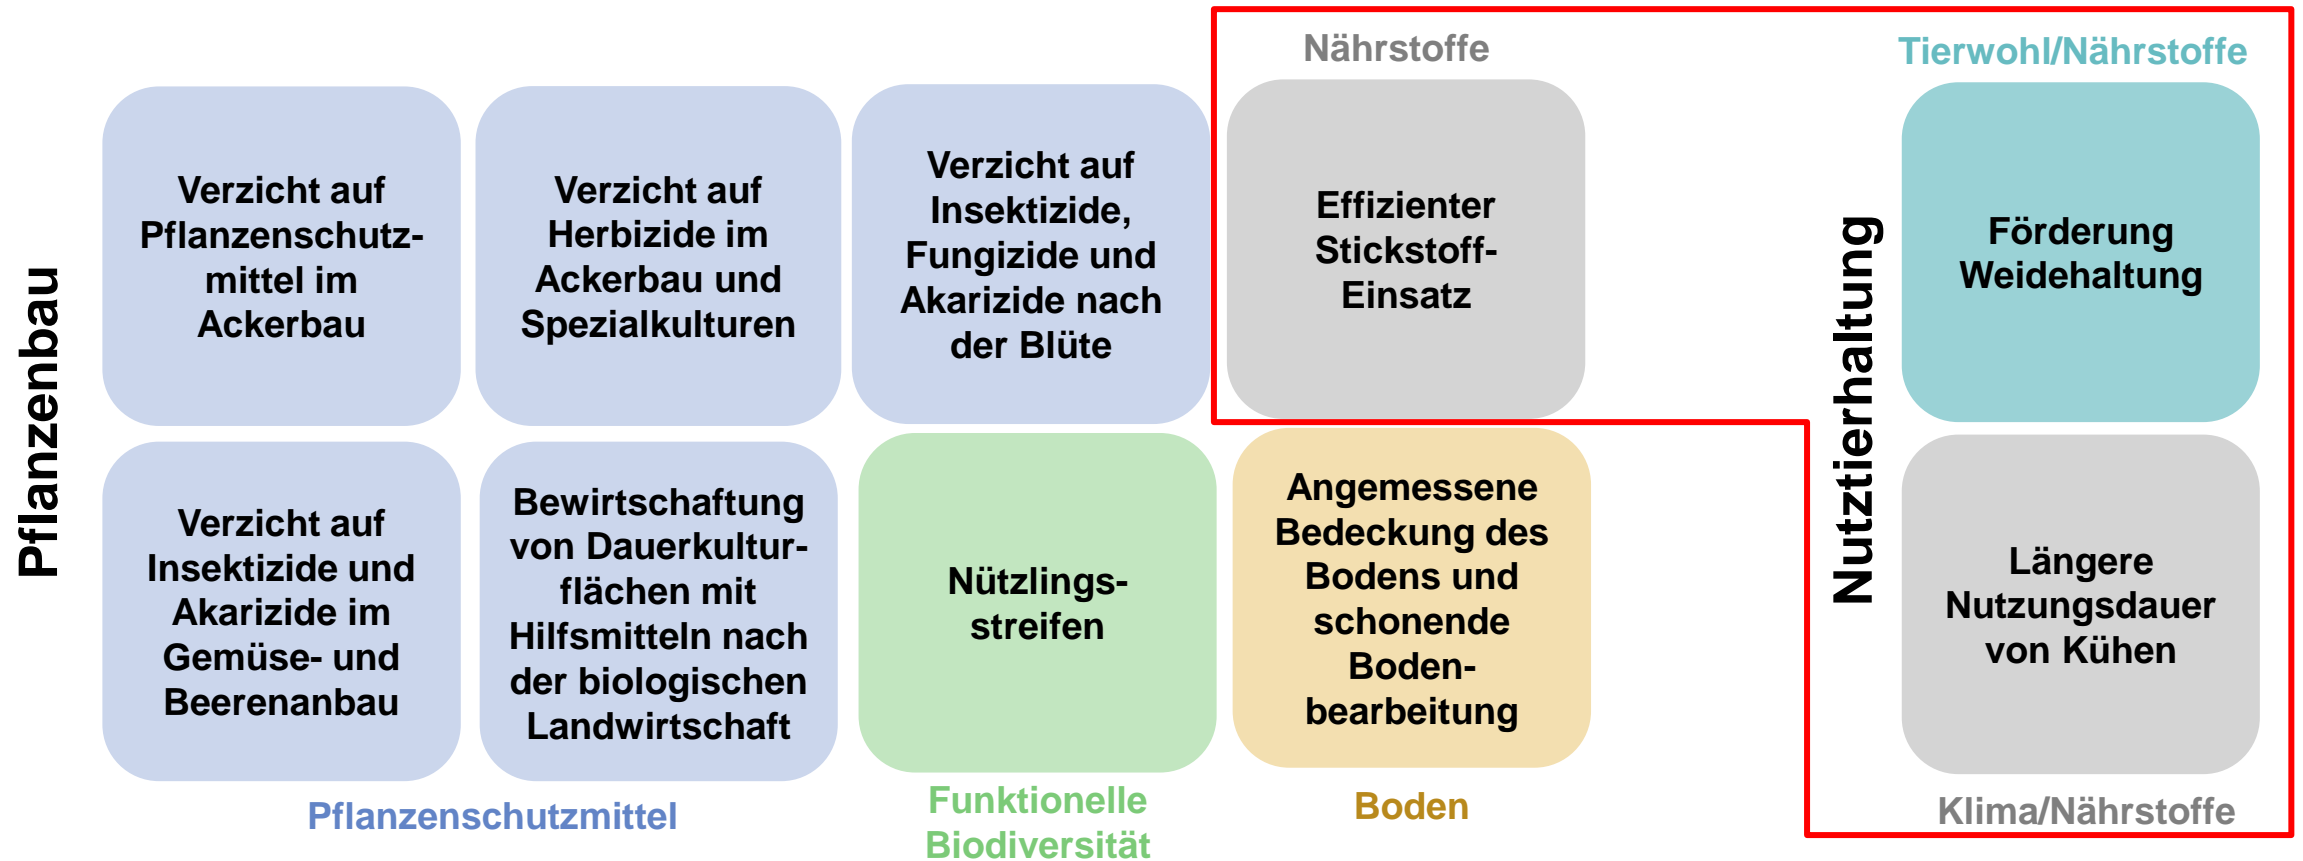 Pflanzenbau
Verzicht auf
Pflanzenschutz-
mittel im
Ackerbau
Verzicht auf
Herbizide im
Ackerbau und
Spezialkulturen
Verzicht auf
Insektizide,
Fungizide und
Akarizide nach
der Blüte
Nährstoffe
Effizienter
Stickstoff-
Einsatz
Verzicht auf
Insektizide und
Akarizide im
Gemüse- und
Beerenanbau
Bewirtschaftung
von Dauerkultur-
flächen mit
Hilfsmitteln nach
der biologischen
Landwirtschaft
Pflanzenschutzmittel
Nützlings-
streifen
Funktionelle
Biodiversität
Angemessene
Bedeckung des
Bodens und
schonende
Boden-
bearbeitung
Boden
Nutztierhaltung
Tierwohl/Nährstoffe
Förderung
Weidehaltung
Längere
Nutzungsdauer
von Kühen
Klima/Nährstoffe